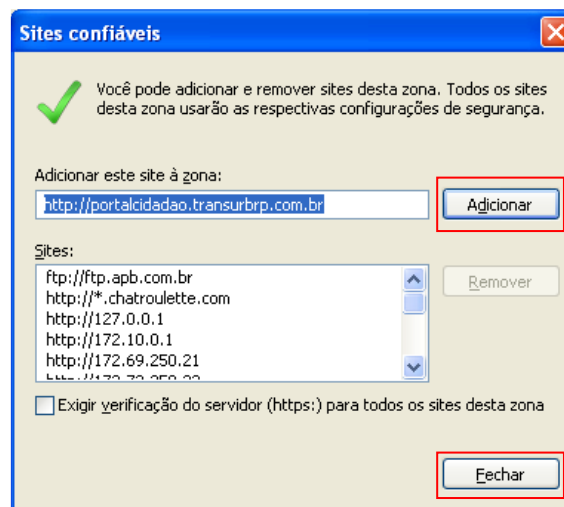 Sites confiáveis
Você pode adicionar e remover sites desta zona. Todos os sites
desta zona usarão as respectivas configurações de segurança.
Adicionar este site à zona:
http://portalcidadao.transurbrp.com.br
Adicionar
Sites:
ftp://ftp.apb.com.br
http://*.chatroulette.com
http://127.0.0.1
http://172.10.0.1
http://172.69.250.21
Remover
Exigir verificação do servidor (https:) para todos os sites desta zona
Fechar